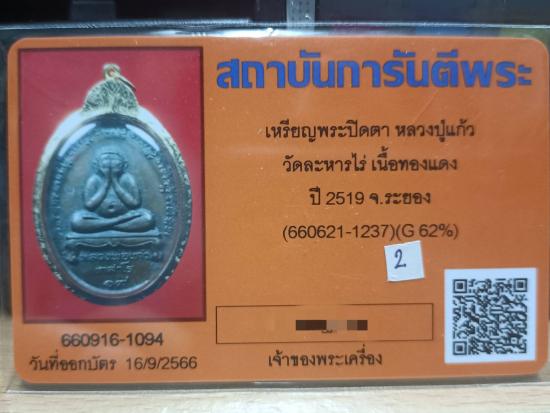 สถาบันการันตีพระ
เหรียญพระปิดตา หลวงปู่แก้ว
วัดละหารไร่ เนื้อทองแดง
ปี 2519 จ.ระยอง
(660621-1237)(G 62%)
2
660916-1094
วันที่ออกบัตร 16/9/2566
เจ้าของพระเครื่อง